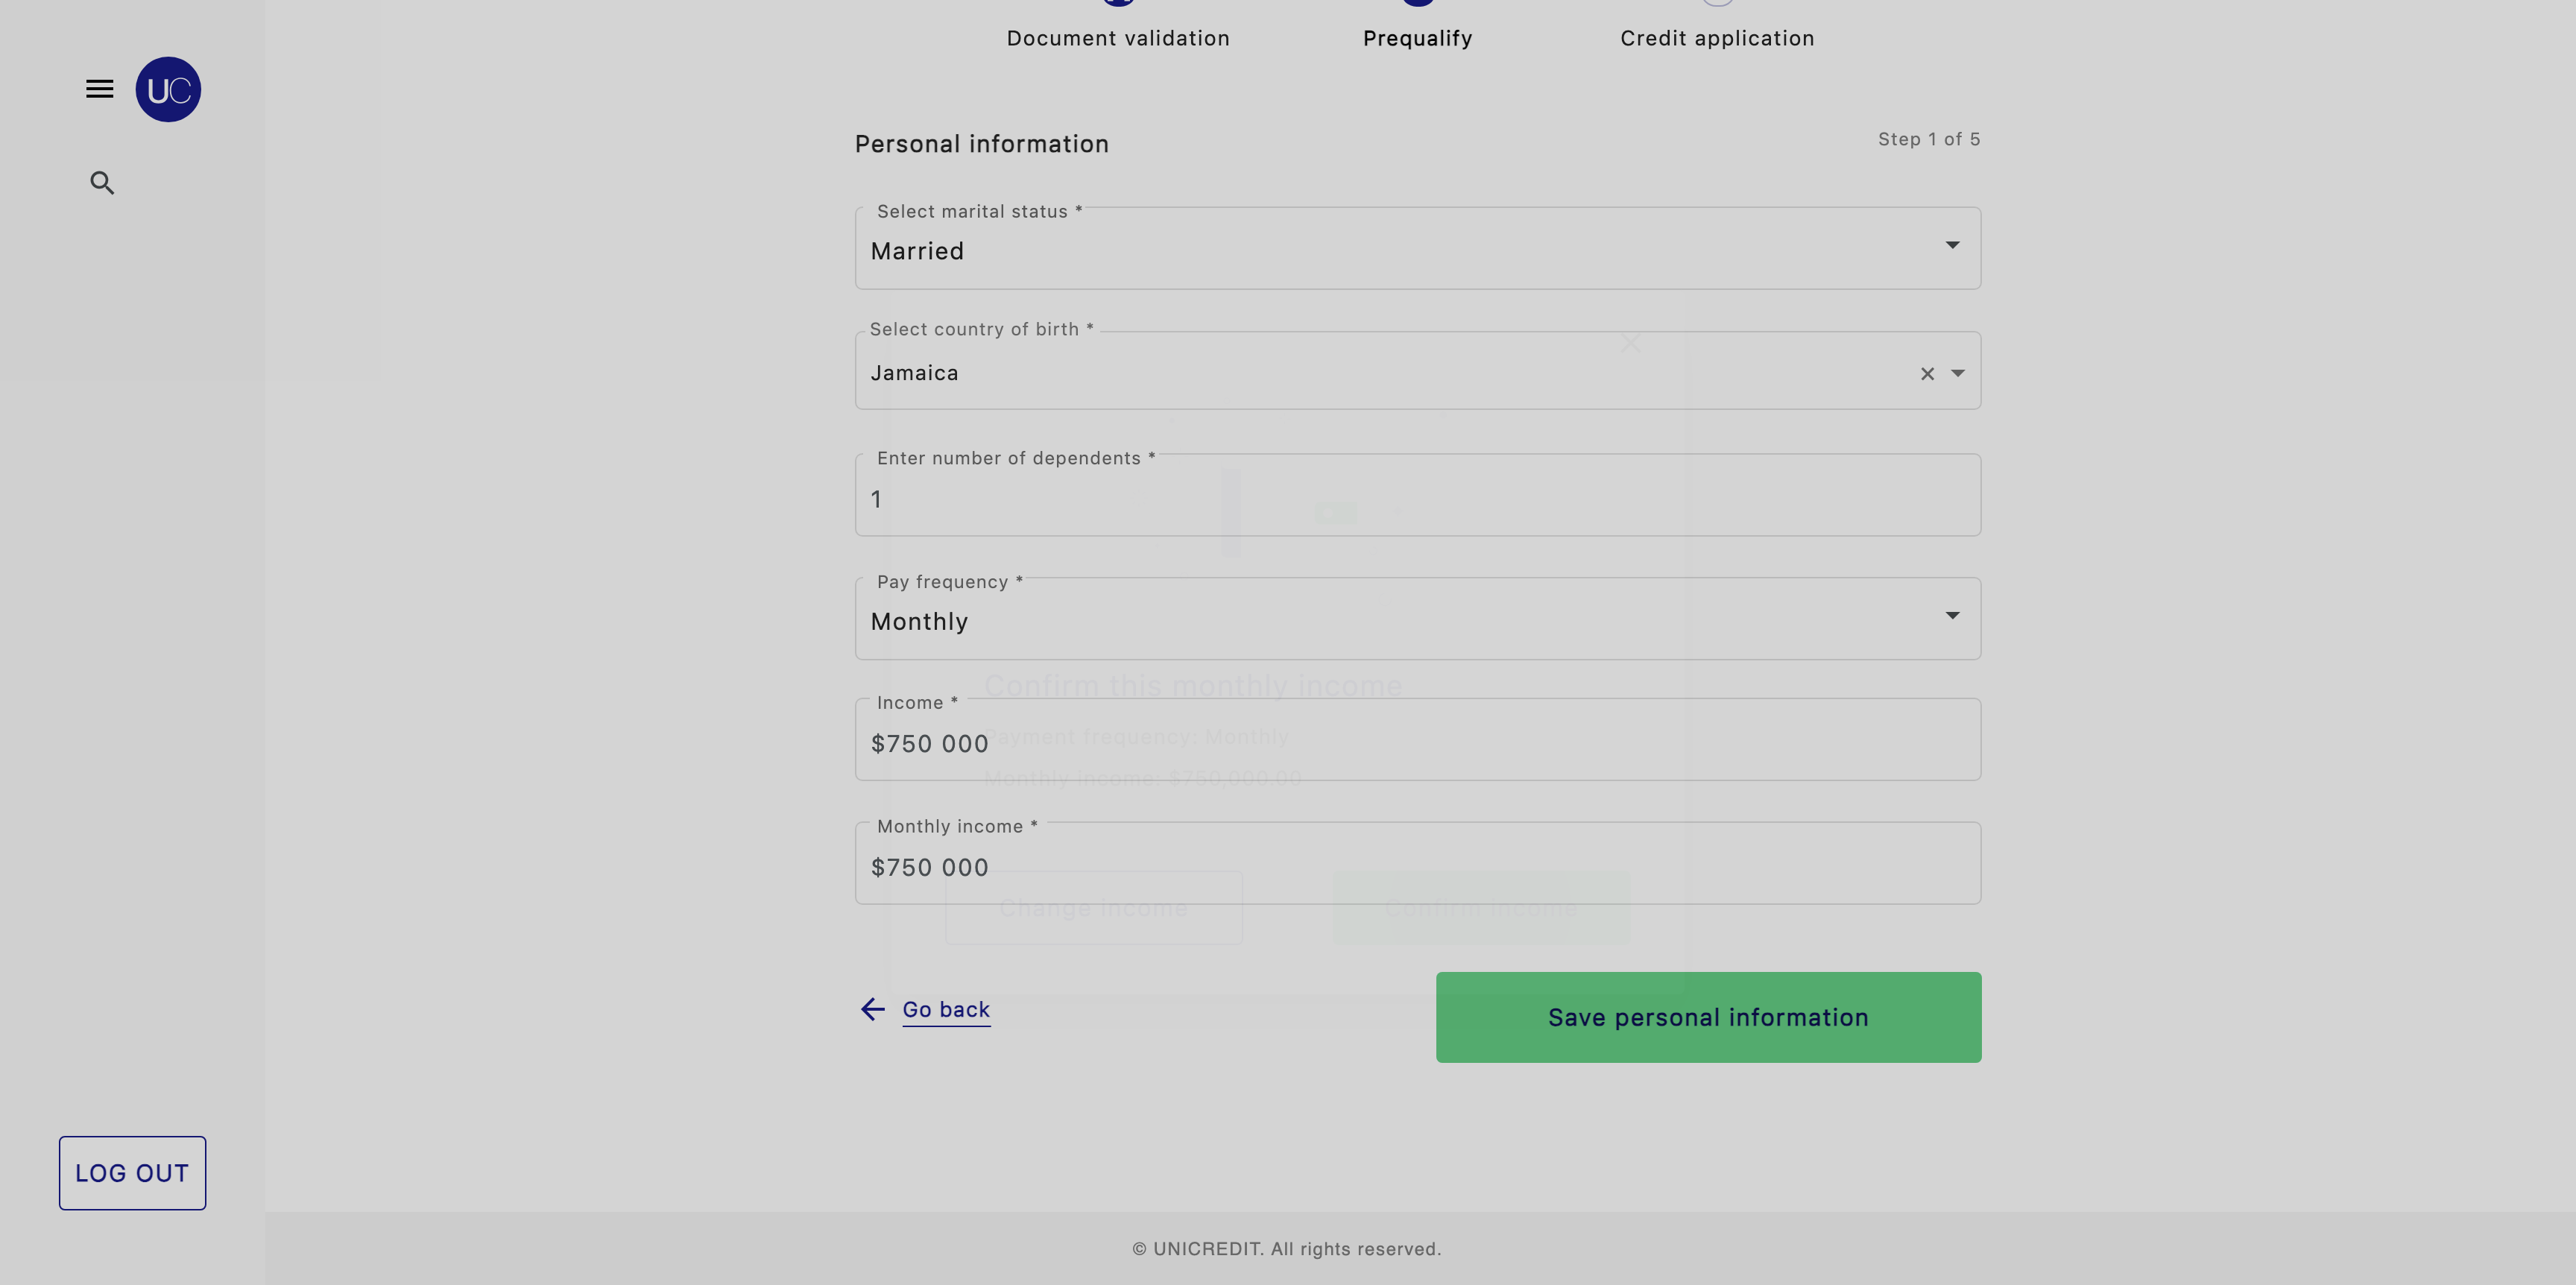 Document validation
Prequalify
Credit application
UC
Personal information
Step 1 of 5
Select marital status *
Married
Select country of birth *
Jamaica
Enter number of dependents *
1
Pay frequency *
Monthly
Confirm this monthly income
Income *
$750 000
Payment frequency: Monthly
Monthly income: $750,000.00
Monthly income *
$750 000
Change income
Confirm income
Go back
Save personal information
LOG OUT
© UNICREDIT. All rights reserved.